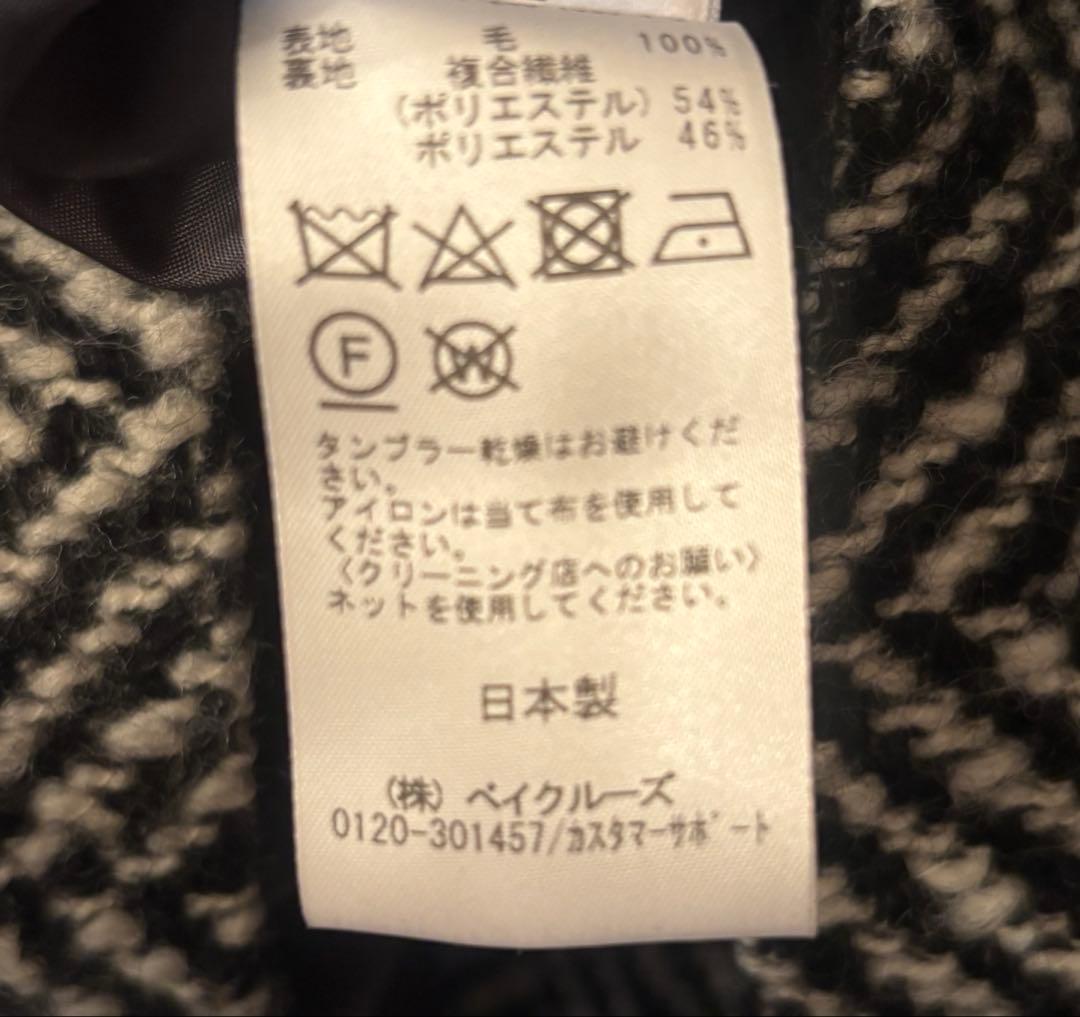 表地 毛 100%
裏地 複合繊維
(ポリエステル) 54%
ポリエステル 46%
F W
タンブラー乾燥はお避けくだ
さい。
アイロンは当て布を使用して
ください。
〈クリーニング店へのお願い〉
ネットを使用してください。
日本製
(株) ベイクルーズ
0120-301457/カスタマーサポート